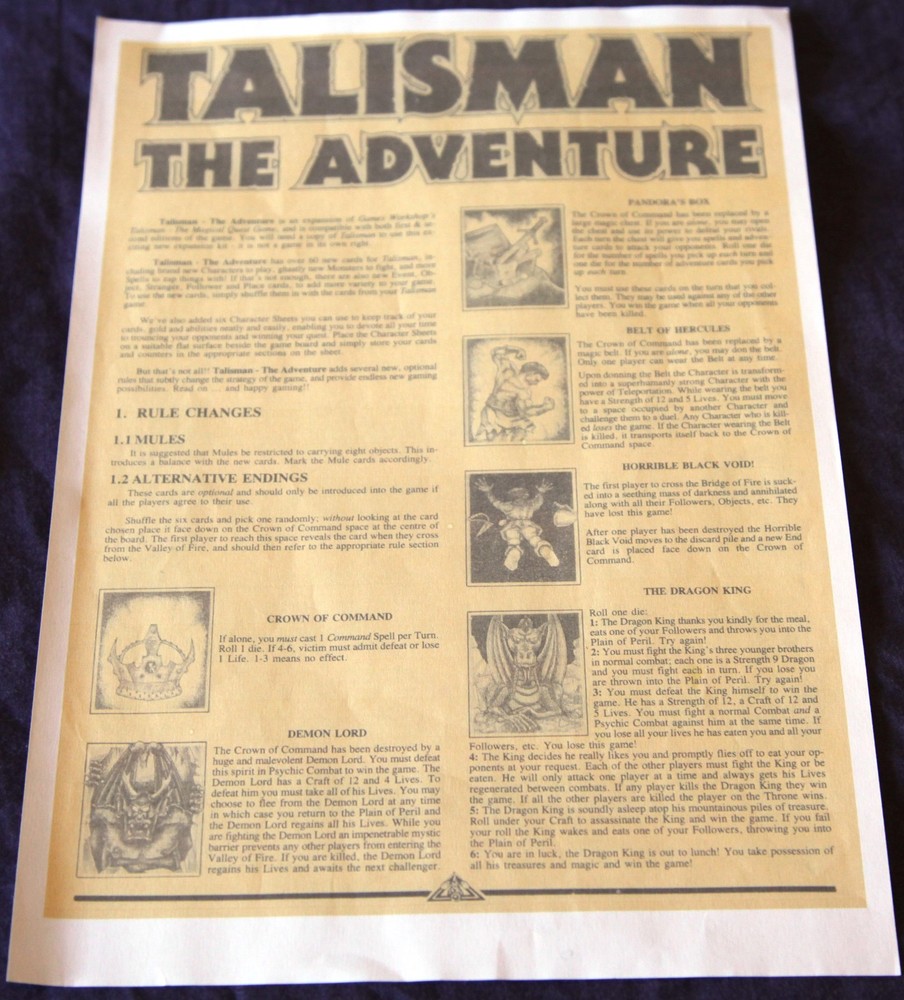 TALISMAN
THE ADVENTURE
Talisman - The Adventure is an expansion of Games Workshop's
Talisman - The Magical Quest Game, and is compatible with both first & se-
cond editions of the game. You will need a copy of Talisman to use this ex-
citing new expansion kit - it is not a game in its own right.
Talisman - The Adventure has over 80 new cards for Talisman, in-
cluding brand new Characters to play, ghastly new Monsters to fight, and more
Spells to zap things with! If that's not enough, there are also new Event, Ob-
ject, Stranger, Follower and Place cards, to add more variety to your game.
To use the new cards, simply shuffle them in with the cards from your Talisman
game.
We've also added six Character Sheets you can use to keep track of your
cards, gold and abilities neatly and easily, enabling you to devote all your time
to trouncing your opponents and winning your quest. Place the Character Sheets
on a suitable flat surface beside the game board and simply store your cards
and counters in the appropriate sections on the sheet.
But that's not all!! Talisman - The Adventure adds several new, optional
rules that subtly change the strategy of the game, and provide endless new gaming
possibilities. Read on . . . and happy gaming!!
1. RULE CHANGES
1.1 MULES
It is suggested that Mules be restricted to carrying eight objects. This in-
troduces a balance with the new cards. Mark the Mule cards accordingly.
1.2 ALTERNATIVE ENDINGS
These cards are optional and should only be introduced into the game if
all the players agree to their use.
Shuffle the six cards and pick one randomly; without looking at the card
chosen place it face down on the Crown of Command space at the centre of
the board. The first player to reach this space reveals the card when they cross
from the Valley of Fire, and should then refer to the appropriate rule section
below.
CROWN OF COMMAND
If alone, you must cast 1 Command Spell per Turn.
Roll 1 die. If 4-6, victim must admit defeat or lose
1 Life. 1-3 means no effect.
DEMON LORD
The Crown of Command has been destroyed by a
huge and malevolent Demon Lord. You must defeat
this spirit in Psychic Combat to win the game. The
Demon Lord has a Craft of 12 and 4 Lives. To
defeat him you must take all of his Lives. You may
choose to flee from the Demon Lord at any time
in which case you return to the Plain of Peril and
the Demon Lord regains all his Lives. While you
are fighting the Demon Lord an impenetrable mystic
barrier prevents any other players from entering the
Valley of Fire. If you are killed, the Demon Lord
regains his Lives and awaits the next challenger.
PANDORA'S BOX
The Crown of Command has been replaced by a
large magic chest. If you are alone, you may open
the chest and use its power to defeat your rivals.
Each turn the chest will give you spells and adven-
ture cards to attack your opponents. Roll one die
for the number of spells you pick up each turn and
one die for the number of adventure cards you pick
up each turn.
You must use these cards on the turn that you col-
lect them. They may be used against any of the other
players. You win the game when all your opponents
have been killed.
BELT OF HERCULES
The Crown of Command has been replaced by a
magic belt. If you are alone, you may don the belt.
Only one player can wear the Belt at any time.
Upon donning the Belt the Character is transform-
ed into a superhumanly strong Character with the
power of Teleportation. While wearing the belt you
have a Strength of 12 and 5 Lives. You must move
to a space occupied by another Character and
challenge them to a duel. Any Character who is kill-
ed loses the game. If the Character wearing the Belt
is killed, it transports itself back to the Crown of
Command space.
HORRIBLE BLACK VOID!
The first player to cross the Bridge of Fire is suck-
ed into a seething mass of darkness and annihilated
along with all their Followers, Objects, etc. They
have lost this game!
After one player has been destroyed the Horrible
Black Void moves to the discard pile and a new End
card is placed face down on the Crown of
Command.
THE DRAGON KING
Roll one die:
1: The Dragon King thanks you kindly for the meal,
eats one of your Followers and throws you into the
Plain of Peril. Try again!
2: You must fight the King's three younger brothers
in normal combat; each one is a Strength 9 Dragon
and you must fight each in turn. If you lose you
are thrown into the Plain of Peril. Try again!
3: You must defeat the King himself to win the
game. He has a Strength of 12, a Craft of 12 and
5 Lives. You must fight a normal Combat and a
Psychic Combat against him at the same time. If
you lose all your lives he has eaten you and all your
Followers, etc. You lose this game!
4: The King decides he really likes you and promptly flies off to eat your op-
ponents at your request. Each of the other players must fight the King or be
eaten. He will only attack one player at a time and always gets his Lives
regenerated between combats. If any player kills the Dragon King they win
the game. If all the other players are killed the player on the Throne wins.
5: The Dragon King is soundly asleep atop his mountainous piles of treasure.
Roll under your Craft to assassinate the King and win the game. If you fail
your roll the King wakes and eats one of your Followers, throwing you into
the Plain of Peril.
6: You are in luck, the Dragon King is out to lunch! You take possession of
all his treasures and magic and win the game!